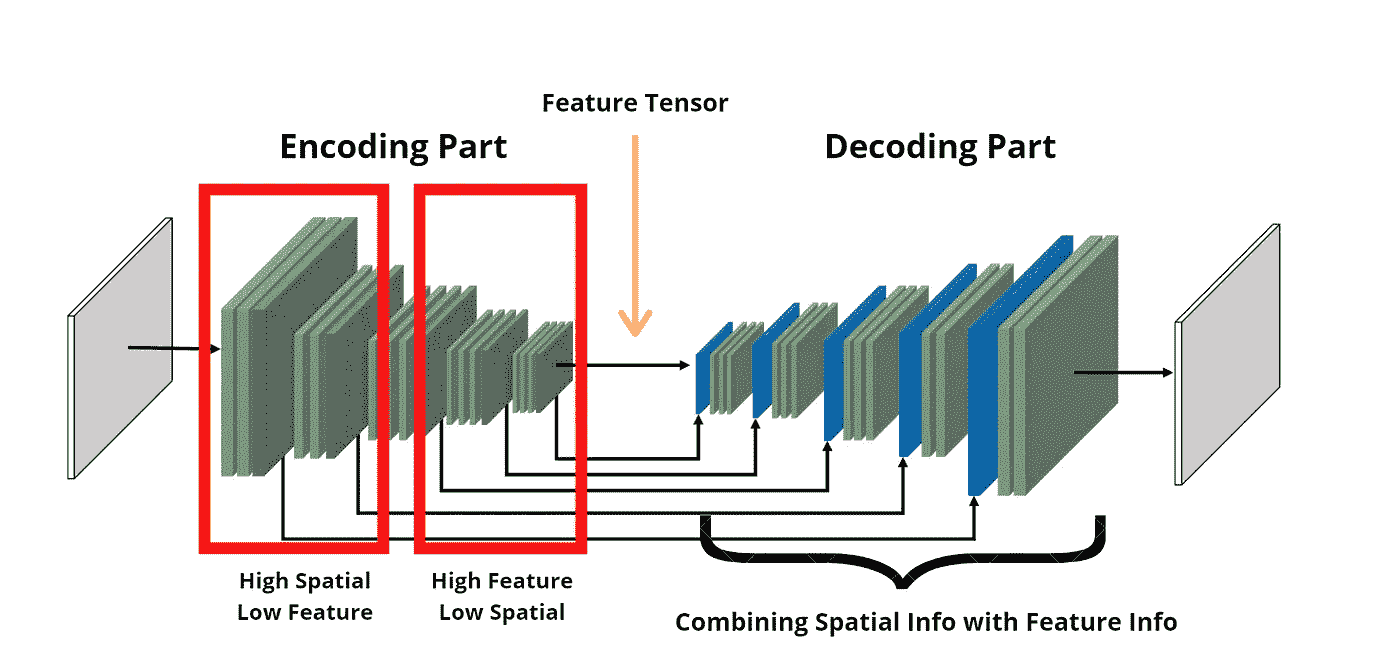 Feature Tensor
Encoding Part
Decoding Part
High Spatial
Low Feature
High Feature
Low Spatial
Combining Spatial Info with Feature Info